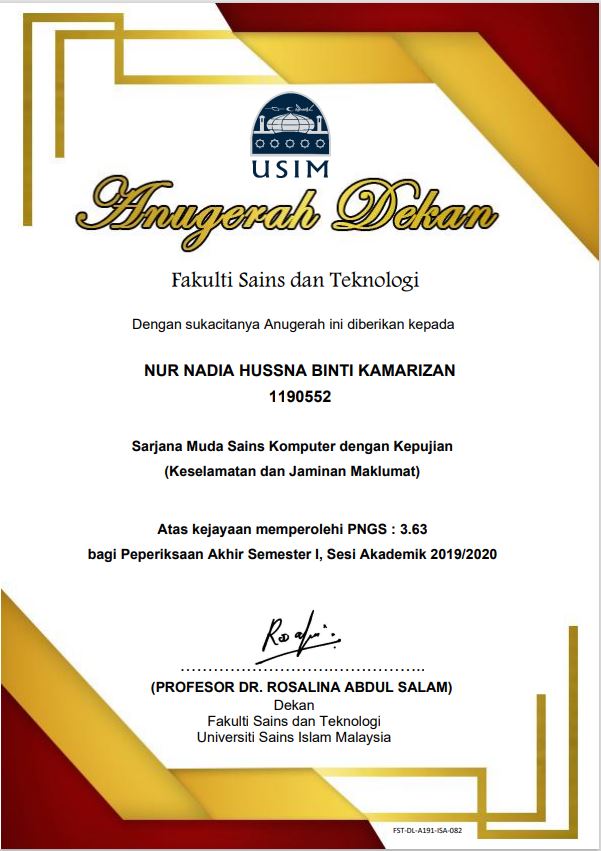 USIM
Anugerah Dekan
Fakulti Sains dan Teknologi
Dengan sukacitanya Anugerah ini diberikan kepada
NUR NADIA HUSSNA BINTI KAMARIZAN
1190552
Sarjana Muda Sains Komputer dengan Kepujian
(Keselamatan dan Jaminan Maklumat)
Atas kejayaan memperolehi PNGS : 3.63
bagi Peperiksaan Akhir Semester I, Sesi Akademik 2019/2020
(PROFESOR DR. ROSALINA ABDUL SALAM)
Dekan
Fakulti Sains dan Teknologi
Universiti Sains Islam Malaysia
FST-DL-A191-ISA-082